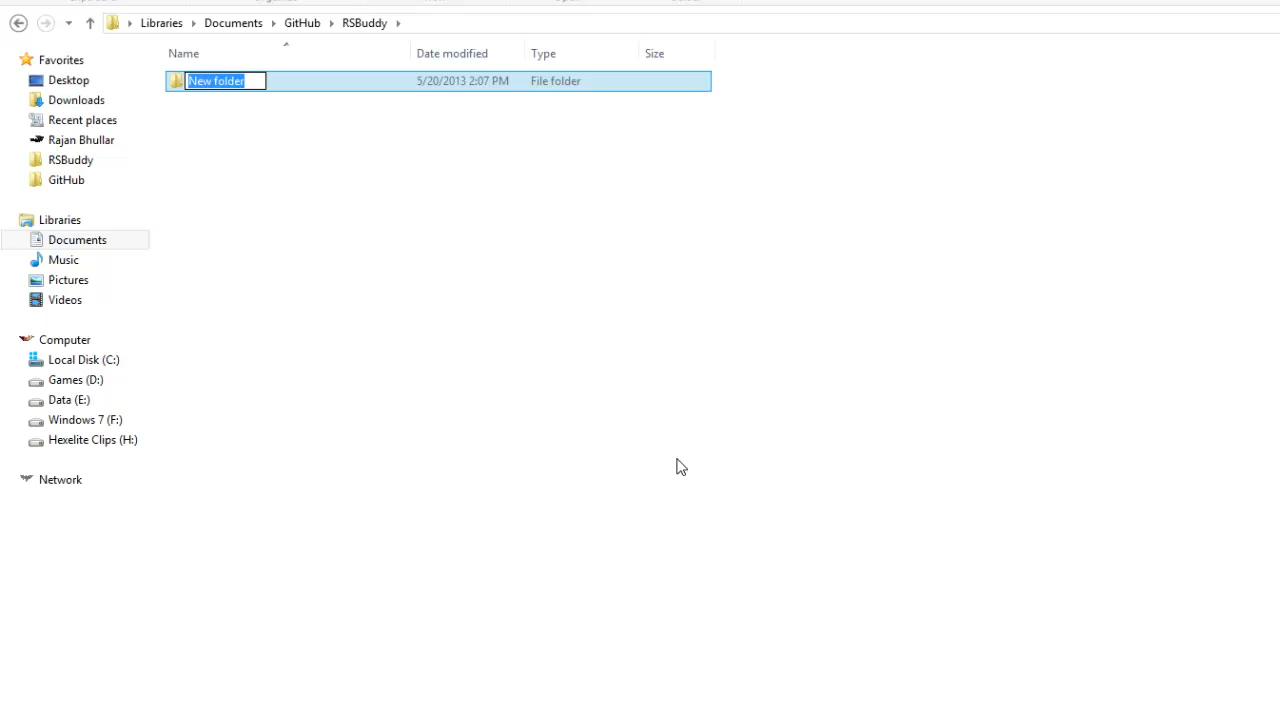 Libraries Documents GitHub RSBuddy
Name Date modified Type Size
New folder 5/20/2013 2:07 PM File folder
Favorites
Desktop
Downloads
Recent places
Rajan Bhullar
RSBuddy
GitHub
Libraries
Documents
Music
Pictures
Videos
Computer
Local Disk (C:)
Games (D:)
Data (E:)
Windows 7 (F:)
Hexelite Clips (H:)
Network